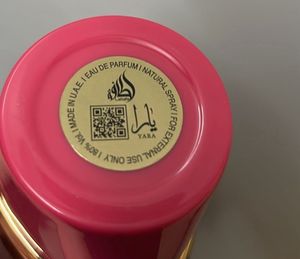 MADE IN U.A.E. | EAU DE PARFUM | NATURAL SPRAY | FOR EXTERNAL USE ONLY | 80% Vol. |
لطافة
يارا
YARA